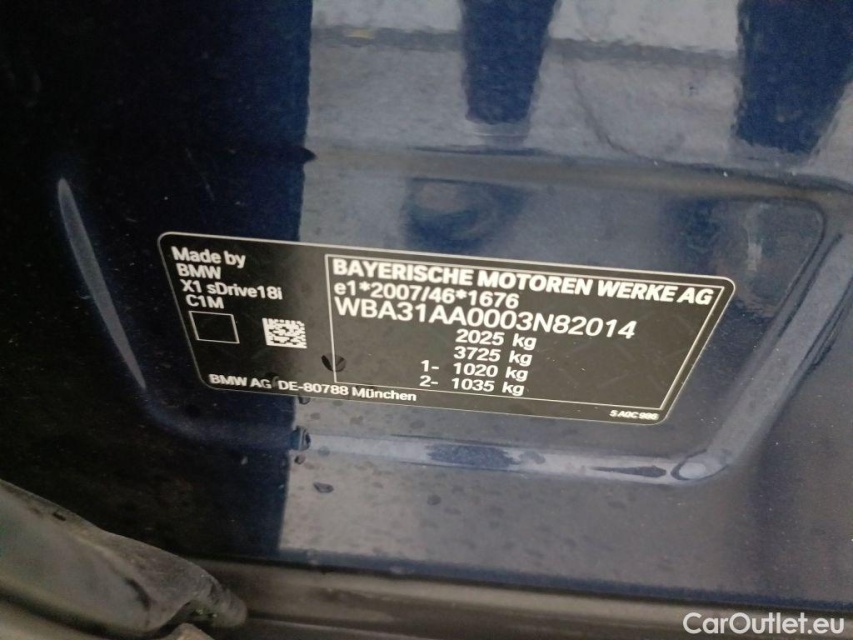 Made by
BMW
X1 sDrive18i
C1M
BAYERISCHE MOTOREN WERKE AG
e1*2007/46*1676
WBA31AA0003N82014
2025 kg
3725 kg
1- 1020 kg
2- 1035 kg
BMW AG DE-80788 München
5 A0C 986
CarOutlet.eu